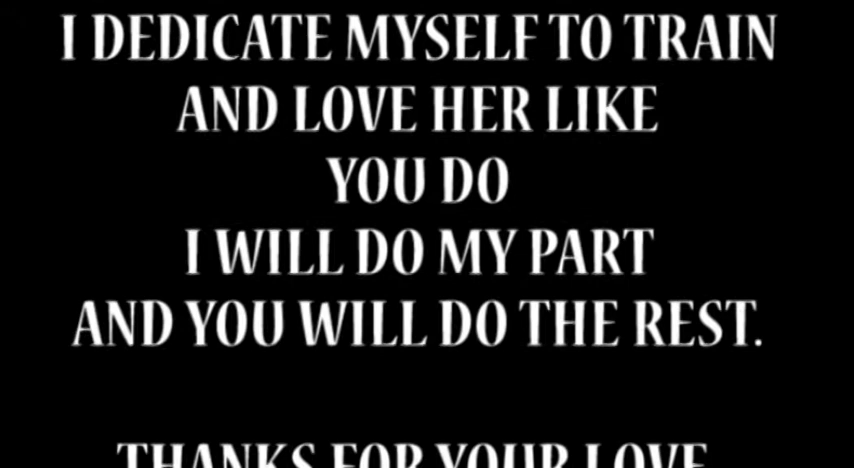 I DEDICATE MYSELF TO TRAIN
AND LOVE HER LIKE
YOU DO
I WILL DO MY PART
AND YOU WILL DO THE REST.
THANKS FOR YOUR LOVE